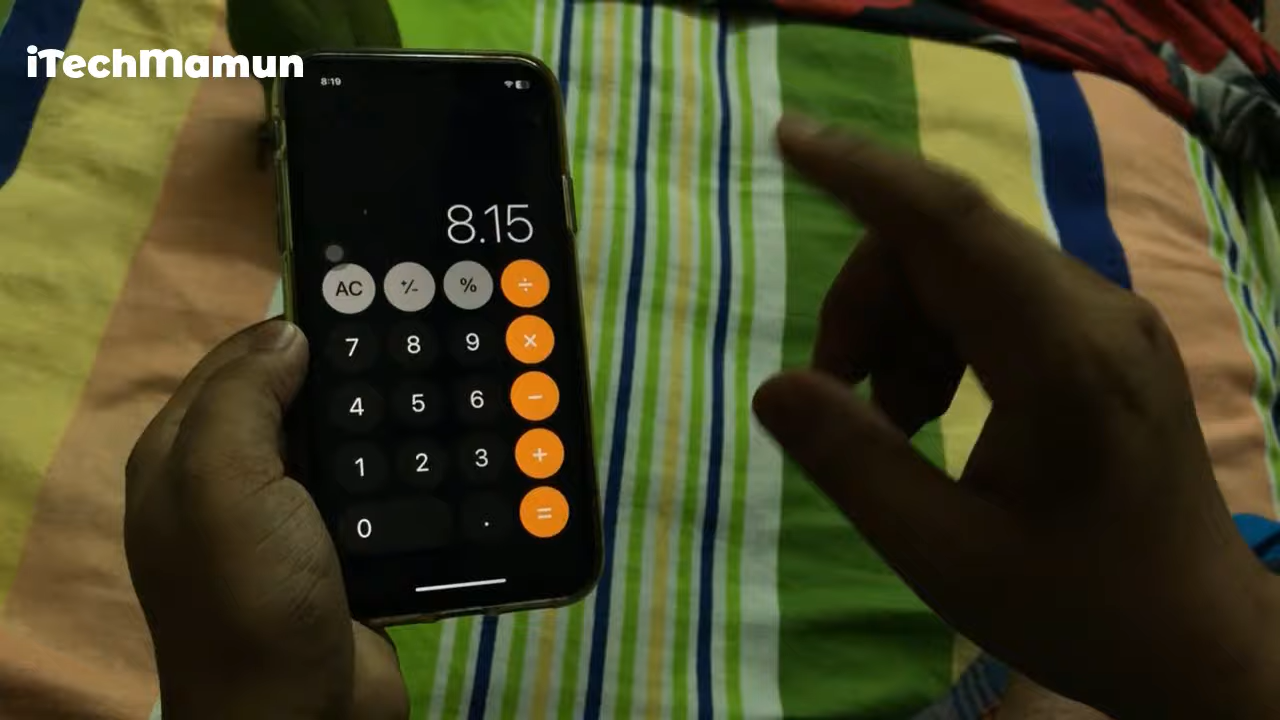 iTechMamun
8:19
8.15
AC +/- % ÷
7 8 9 ×
4 5 6 −
1 2 3 +
0 . =